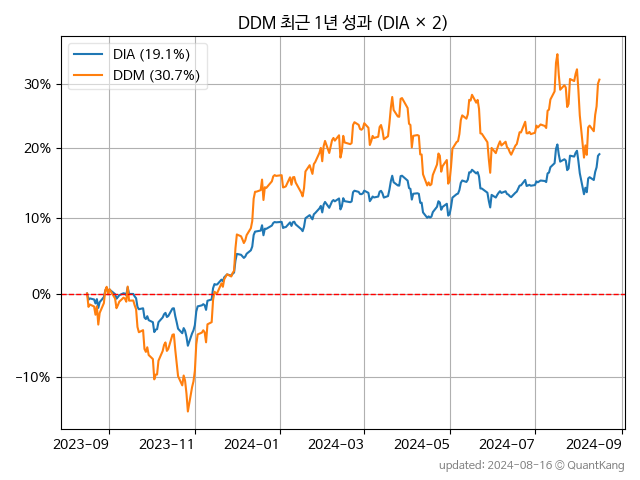 DDM 최근 1년 성과 (DIA × 2)
DIA (19.1%)
DDM (30.7%)
30%
20%
10%
0%
−10%
2023-09 2023-11 2024-01 2024-03 2024-05 2024-07 2024-09
updated: 2024-08-16 © QuantKang